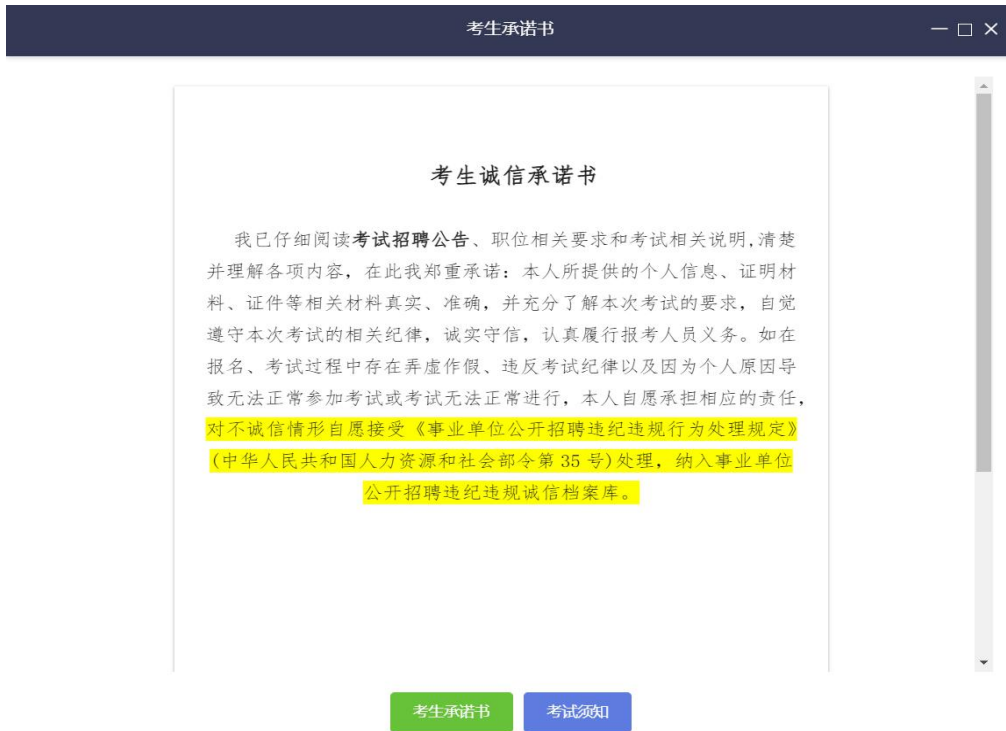 考生承诺书
考生诚信承诺书
我已仔细阅读考试招聘公告、职位相关要求和考试相关说明,清楚
并理解各项内容，在此我郑重承诺：本人所提供的个人信息、证明材
料、证件等相关材料真实、准确，并充分了解本次考试的要求，自觉
遵守本次考试的相关纪律，诚实守信，认真履行报考人员义务。如在
报名、考试过程中存在弄虚作假、违反考试纪律以及因为个人原因导
致无法正常参加考试或考试无法正常进行，本人自愿承担相应的责任，
对不诚信情形自愿接受《事业单位公开招聘违纪违规行为处理规定》
(中华人民共和国人力资源和社会部令第 35 号)处理，纳入事业单位
公开招聘违纪违规诚信档案库。
考生承诺书 考试须知